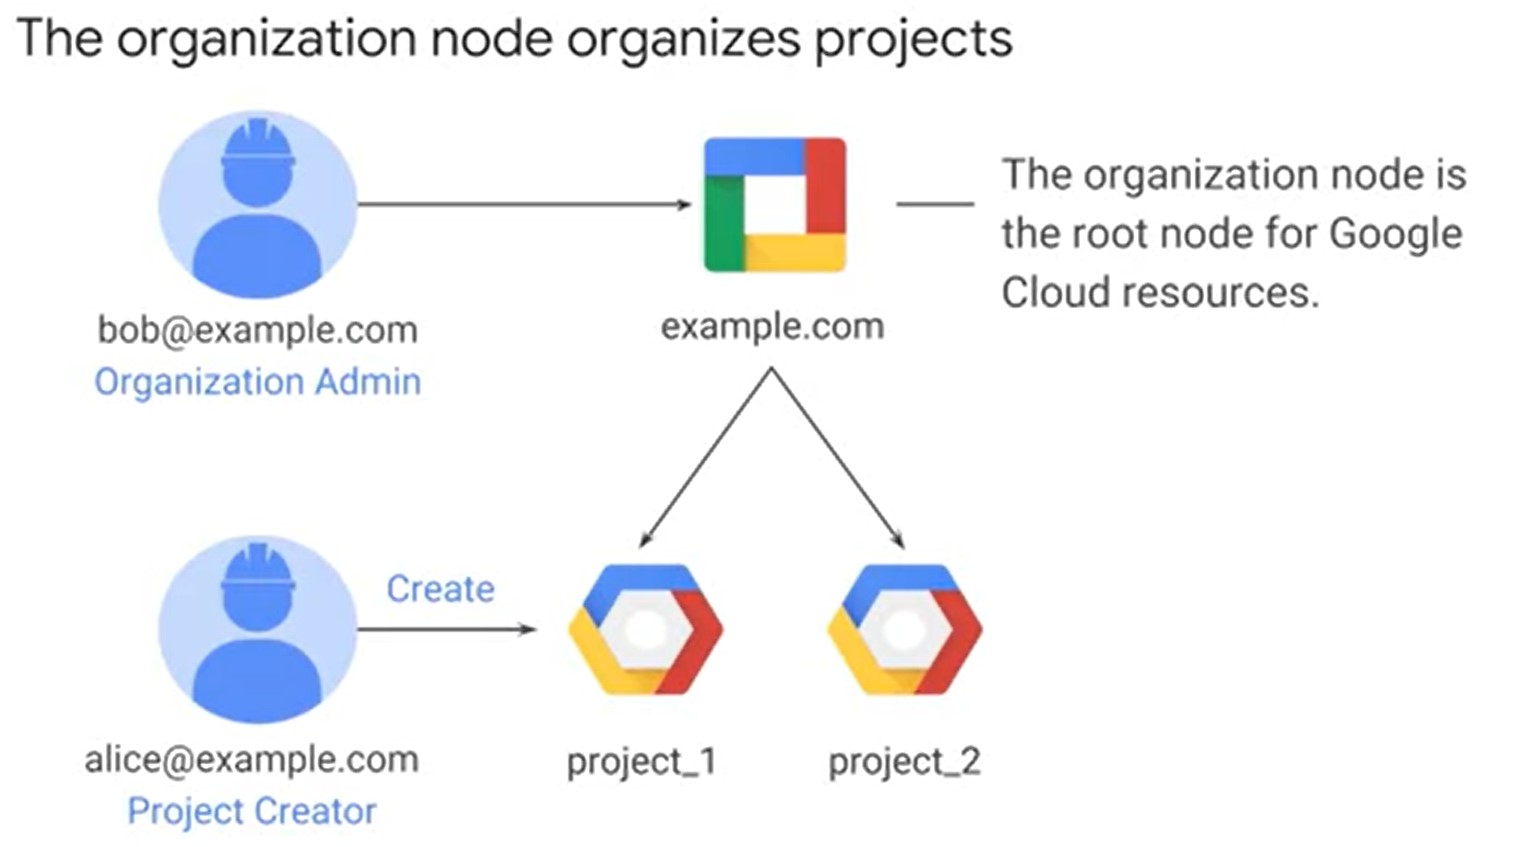 The organization node organizes projects
bob@example.com
Organization Admin
example.com
The organization node is
the root node for Google
Cloud resources.
Create
alice@example.com
Project Creator
project_1
project_2